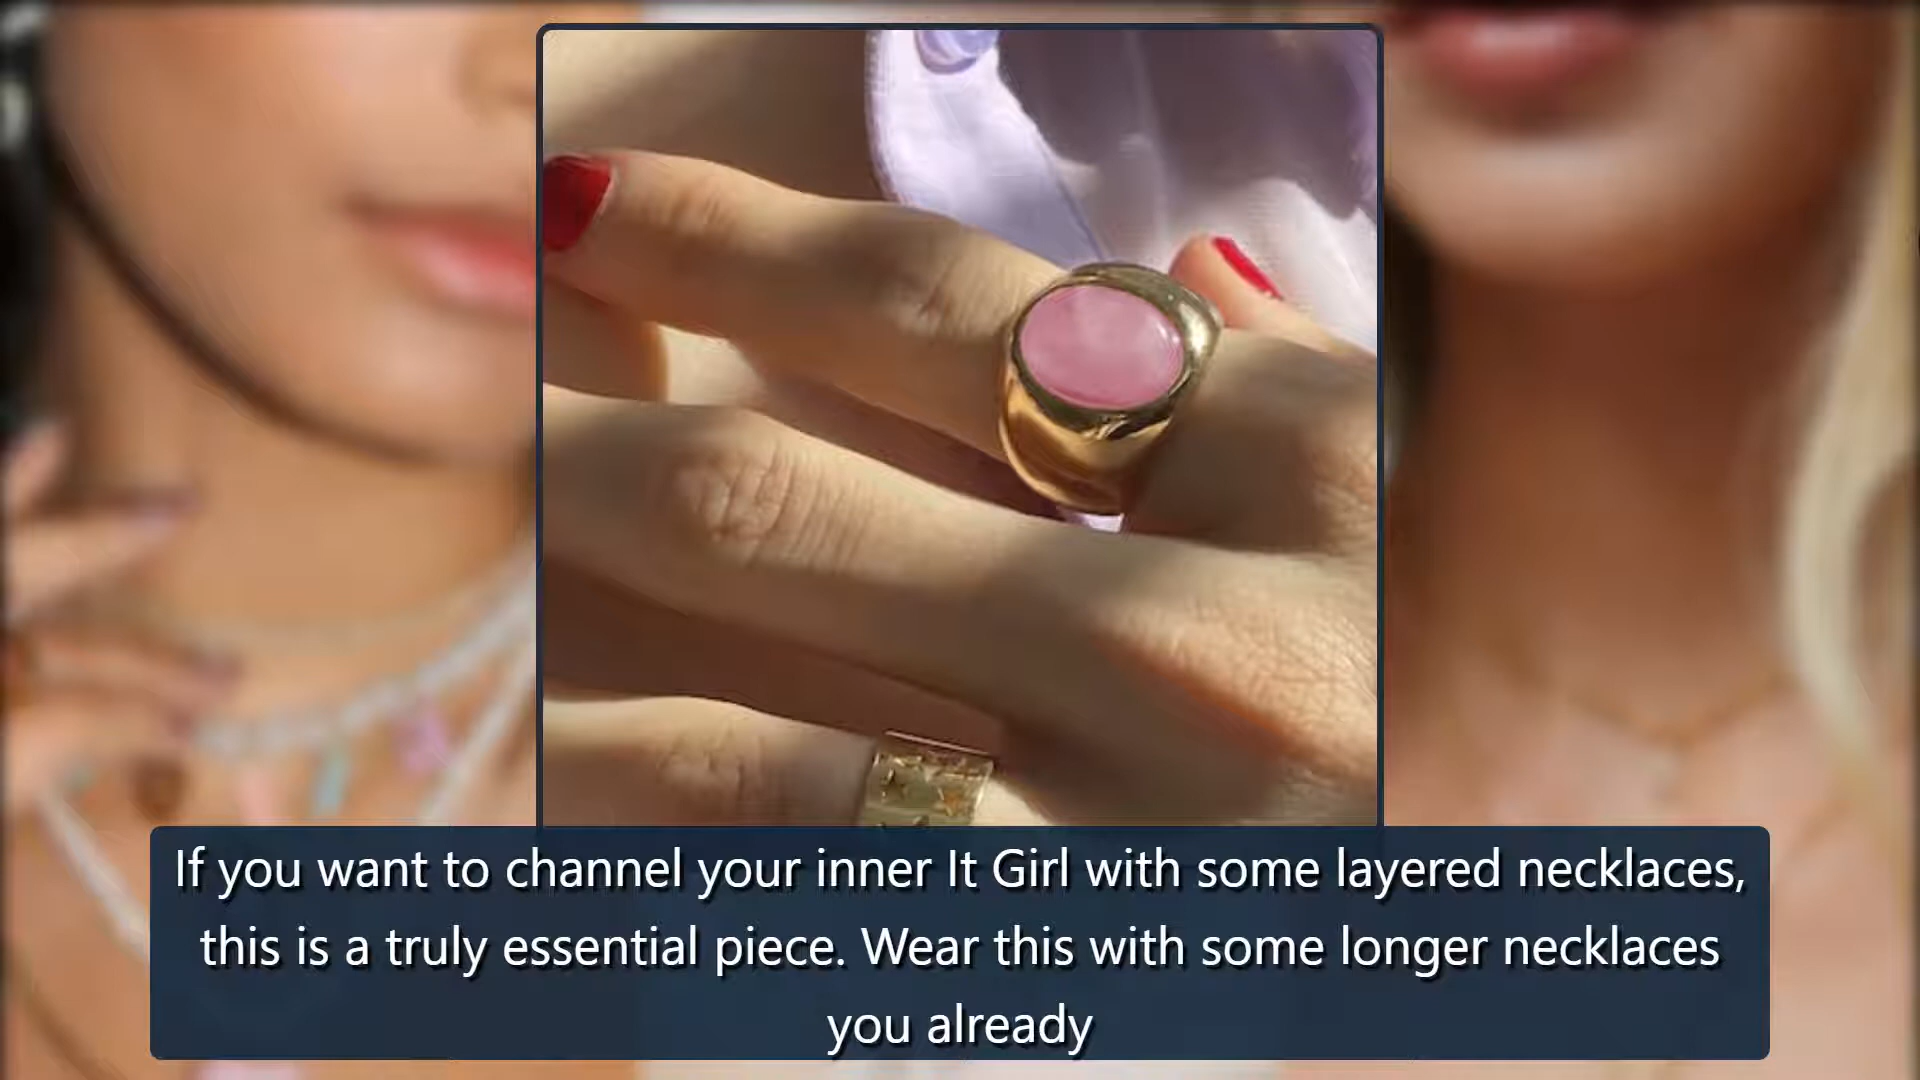 If you want to channel your inner It Girl with some layered necklaces,
this is a truly essential piece. Wear this with some longer necklaces
you already